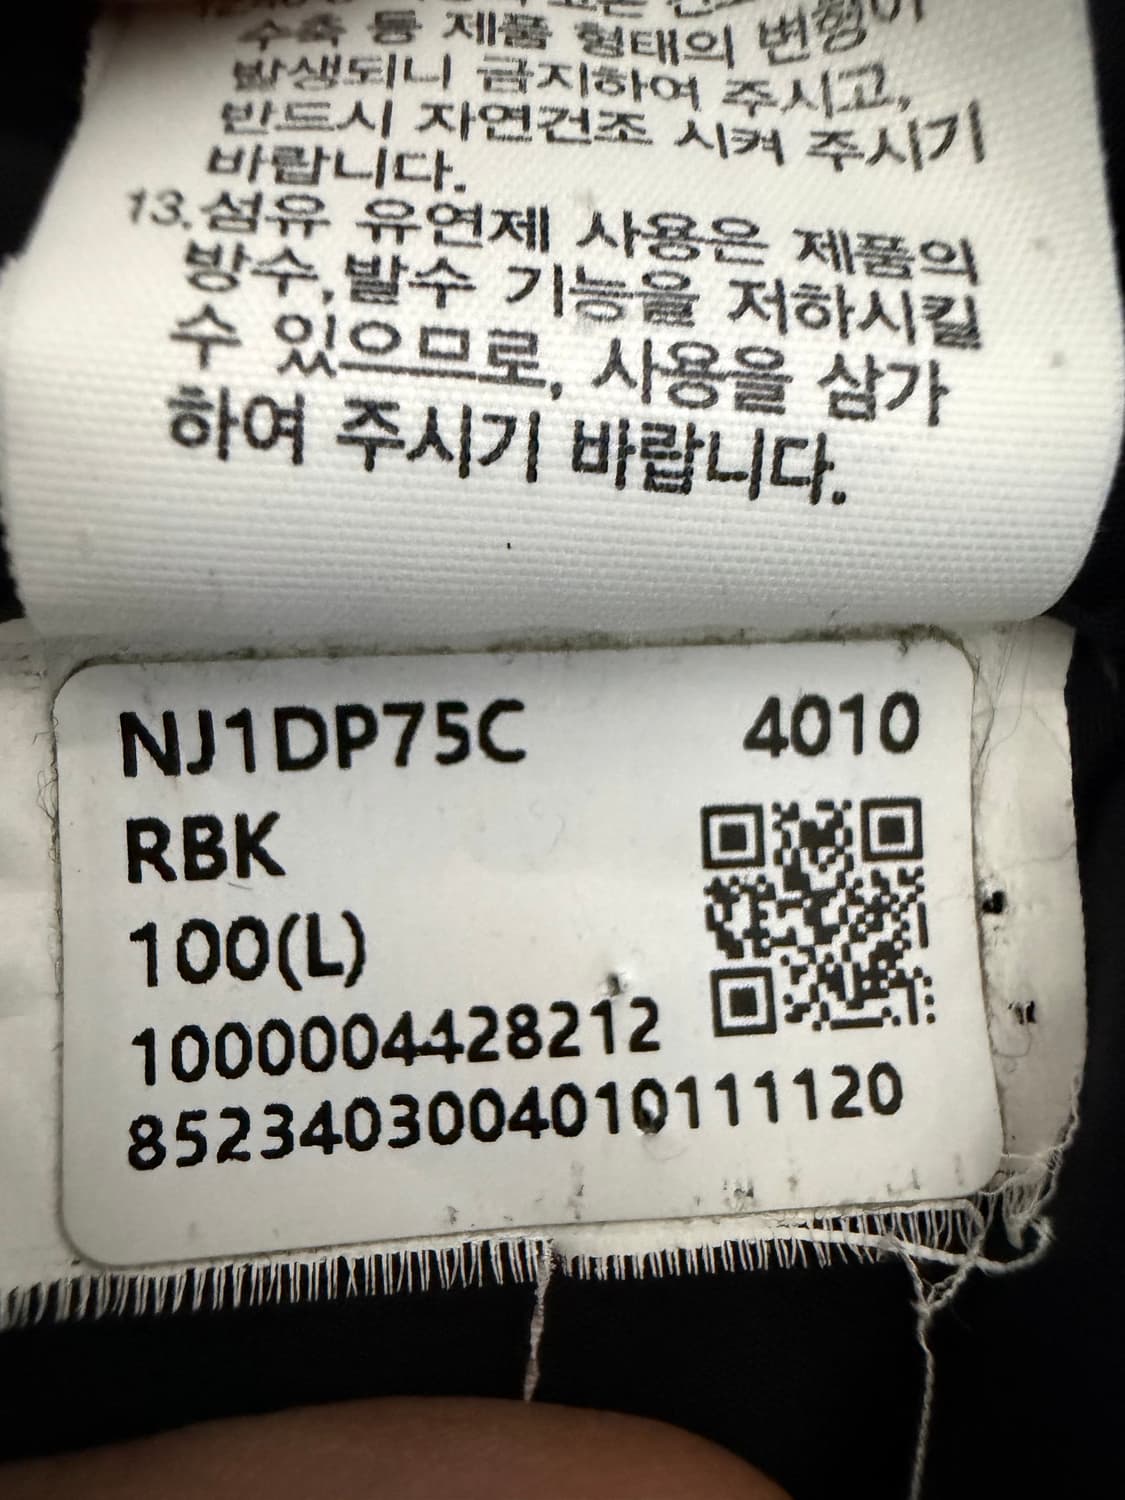 수축 등 제품 형태의 변형이
발생되니 금지하여 주시고,
반드시 자연건조 시켜 주시기
바랍니다.
13.섬유 유연제 사용은 제품의
방수,발수 기능을 저하시킬
수 있으므로, 사용을 삼가
하여 주시기 바랍니다.
NJ1DP75C 4010
RBK
100(L)
1000004428212
8523403004010111120